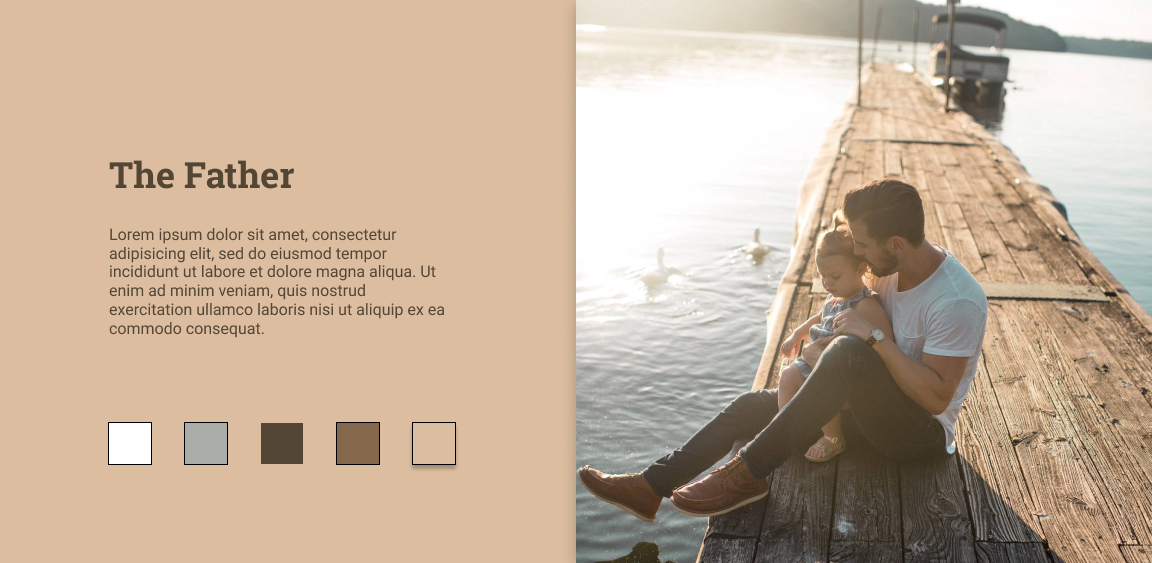 The Father
Lorem ipsum dolor sit amet, consectetur
adipisicing elit, sed do eiusmod tempor
incididunt ut labore et dolore magna aliqua. Ut
enim ad minim veniam, quis nostrud
exercitation ullamco laboris nisi ut aliquip ex ea
commodo consequat.